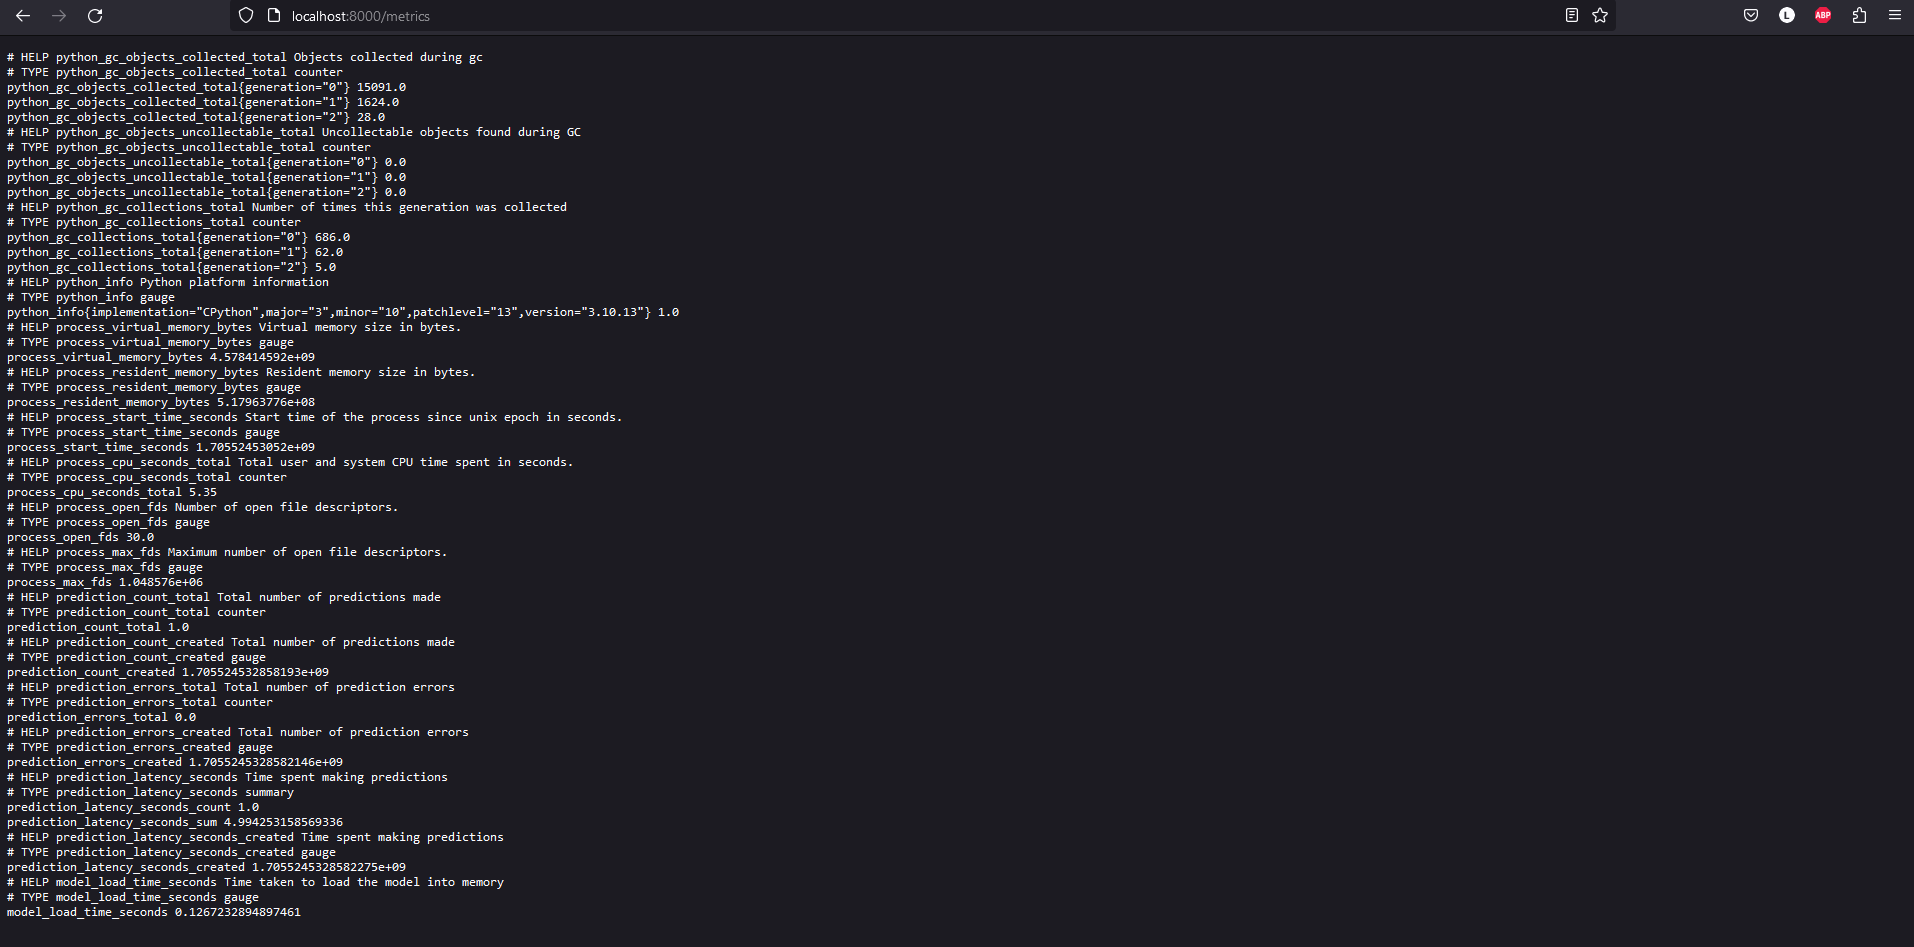 localhost:8000/metrics
L
ABP
# HELP python_gc_objects_collected_total Objects collected during gc
# TYPE python_gc_objects_collected_total counter
python_gc_objects_collected_total{generation="0"} 15091.0
python_gc_objects_collected_total{generation="1"} 1624.0
python_gc_objects_collected_total{generation="2"} 28.0
# HELP python_gc_objects_uncollectable_total Uncollectable objects found during GC
# TYPE python_gc_objects_uncollectable_total counter
python_gc_objects_uncollectable_total{generation="0"} 0.0
python_gc_objects_uncollectable_total{generation="1"} 0.0
python_gc_objects_uncollectable_total{generation="2"} 0.0
# HELP python_gc_collections_total Number of times this generation was collected
# TYPE python_gc_collections_total counter
python_gc_collections_total{generation="0"} 686.0
python_gc_collections_total{generation="1"} 62.0
python_gc_collections_total{generation="2"} 5.0
# HELP python_info Python platform information
# TYPE python_info gauge
python_info{implementation="CPython",major="3",minor="10",patchlevel="13",version="3.10.13"} 1.0
# HELP process_virtual_memory_bytes Virtual memory size in bytes.
# TYPE process_virtual_memory_bytes gauge
process_virtual_memory_bytes 4.578414592e+09
# HELP process_resident_memory_bytes Resident memory size in bytes.
# TYPE process_resident_memory_bytes gauge
process_resident_memory_bytes 5.17963776e+08
# HELP process_start_time_seconds Start time of the process since unix epoch in seconds.
# TYPE process_start_time_seconds gauge
process_start_time_seconds 1.70552453052e+09
# HELP process_cpu_seconds_total Total user and system CPU time spent in seconds.
# TYPE process_cpu_seconds_total counter
process_cpu_seconds_total 5.35
# HELP process_open_fds Number of open file descriptors.
# TYPE process_open_fds gauge
process_open_fds 30.0
# HELP process_max_fds Maximum number of open file descriptors.
# TYPE process_max_fds gauge
process_max_fds 1.048576e+06
# HELP prediction_count_total Total number of predictions made
# TYPE prediction_count_total counter
prediction_count_total 1.0
# HELP prediction_count_created Total number of predictions made
# TYPE prediction_count_created gauge
prediction_count_created 1.705524532858193e+09
# HELP prediction_errors_total Total number of prediction errors
# TYPE prediction_errors_total counter
prediction_errors_total 0.0
# HELP prediction_errors_created Total number of prediction errors
# TYPE prediction_errors_created gauge
prediction_errors_created 1.7055245328582146e+09
# HELP prediction_latency_seconds Time spent making predictions
# TYPE prediction_latency_seconds summary
prediction_latency_seconds_count 1.0
prediction_latency_seconds_sum 4.994253158569336
# HELP prediction_latency_seconds_created Time spent making predictions
# TYPE prediction_latency_seconds_created gauge
prediction_latency_seconds_created 1.7055245328582275e+09
# HELP model_load_time_seconds Time taken to load the model into memory
# TYPE model_load_time_seconds gauge
model_load_time_seconds 0.1267232894897461